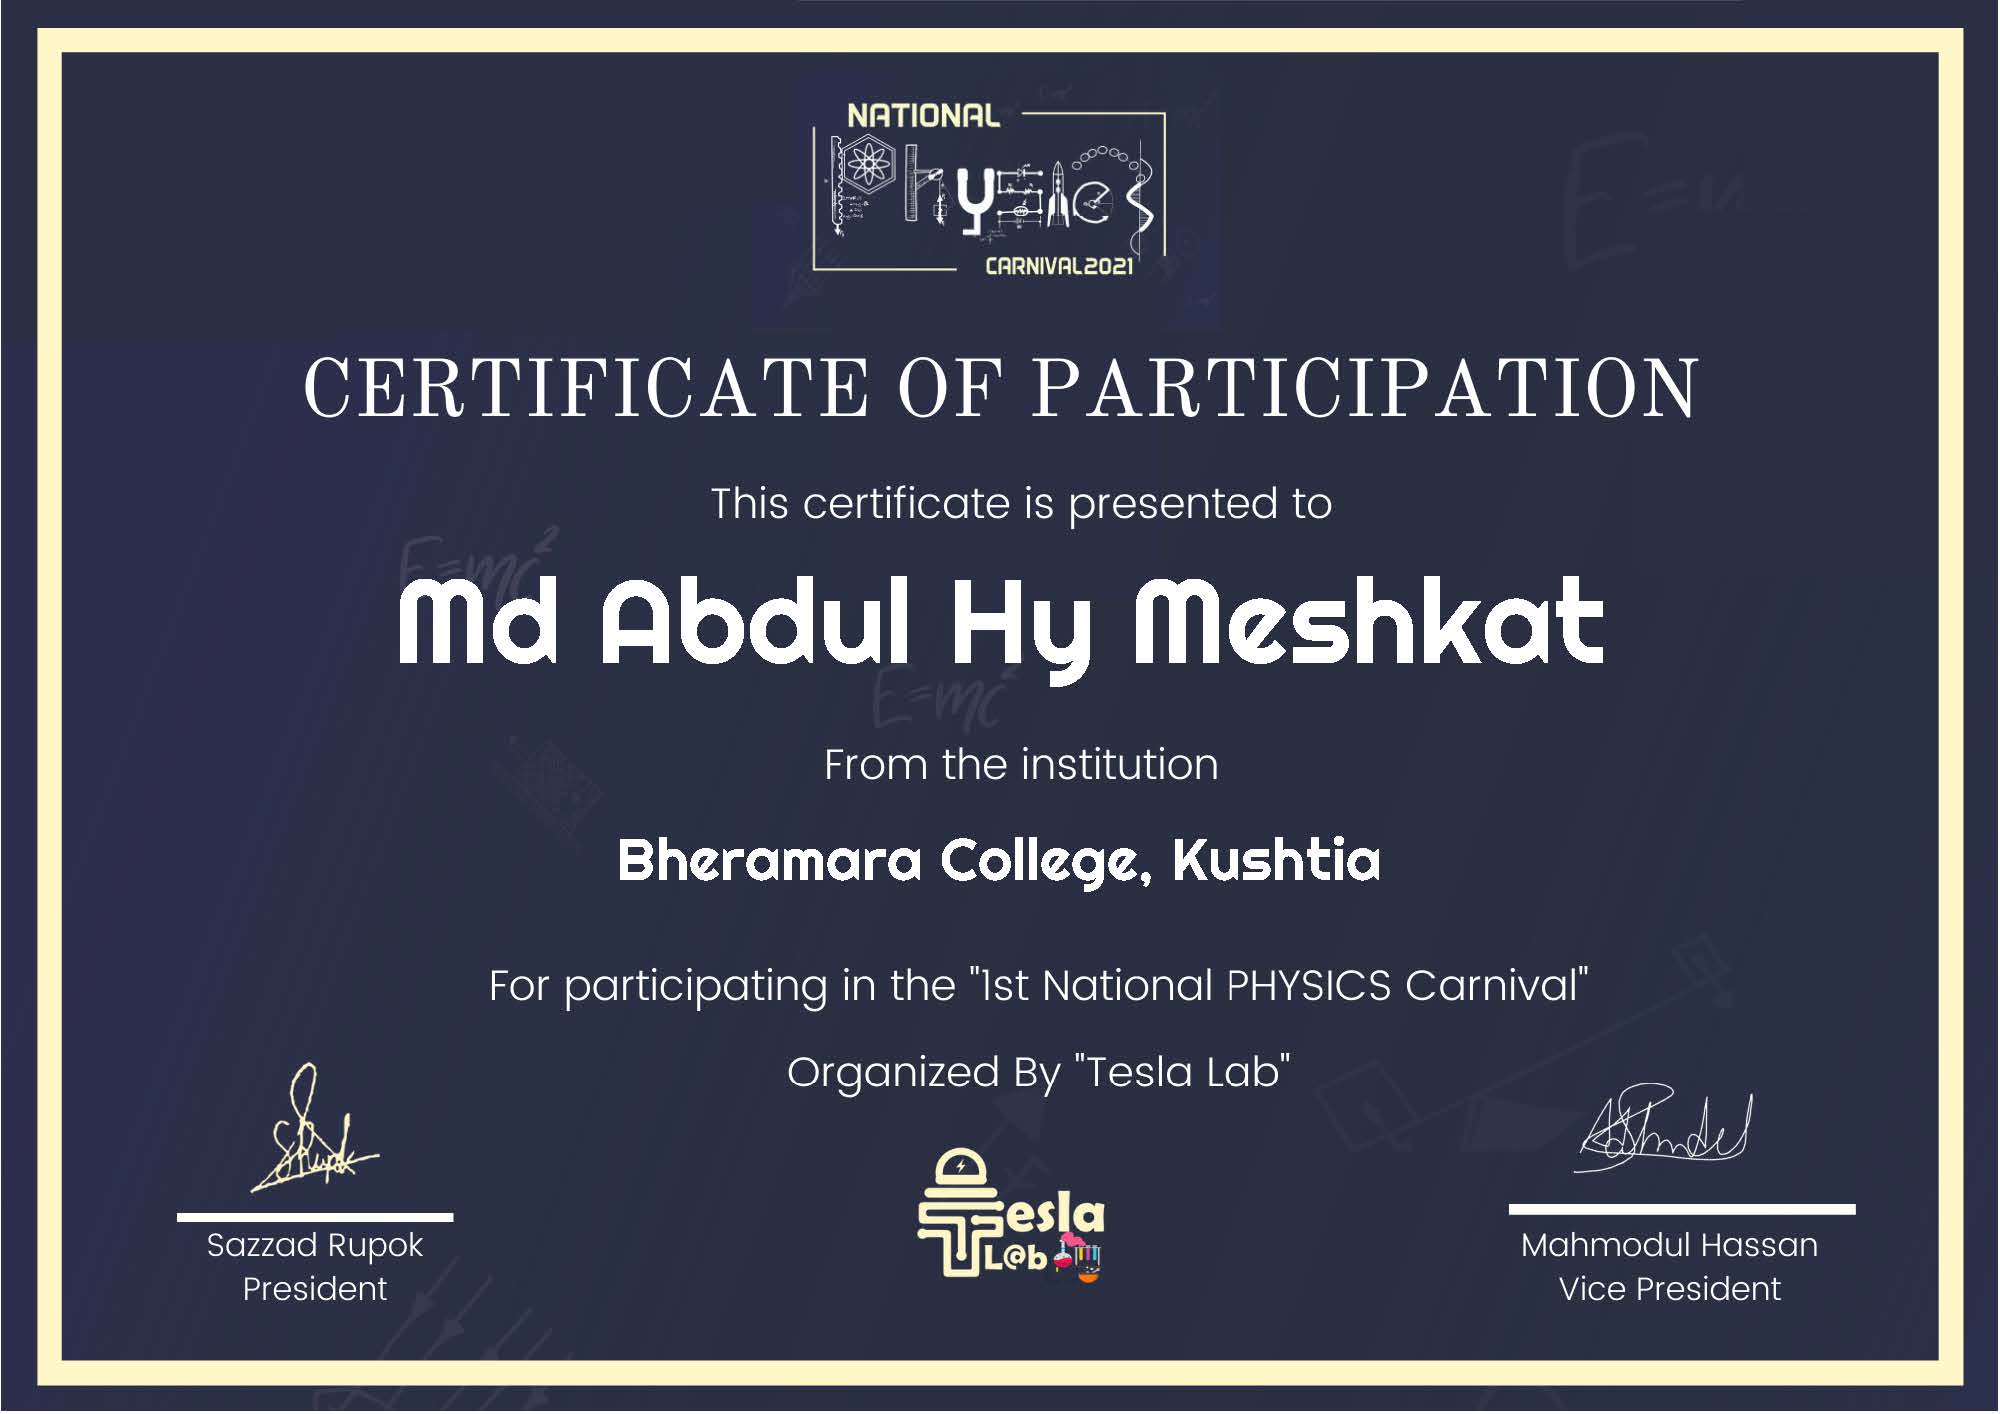 NATIONAL
Physics
CARNIVAL2021
CERTIFICATE OF PARTICIPATION
This certificate is presented to
E=mc²
Md Abdul Hy Meshkat
E=mc²
From the institution
Bheramara College, Kushtia
For participating in the "1st National PHYSICS Carnival"
Organized By "Tesla Lab"
Tesla
L@b
Sazzad Rupok
President
Mahmodul Hassan
Vice President